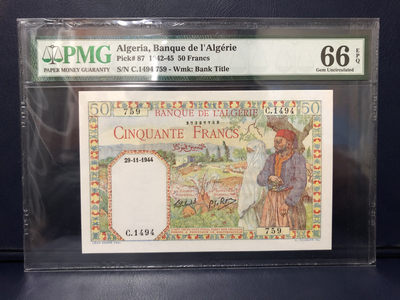 PMG
PAPER MONEY GUARANTY
Algeria, Banque de l'Algérie
Pick# 87 1942-45 50 Francs
S/N C.1494 759 - Wmk: Bank Title
66 EPQ
Gem Uncirculated
50
759
C.1494
50
BANQUE DE L'ALGÉRIE
CINQUANTE FRANCS
29-11-1944
C.1494
759